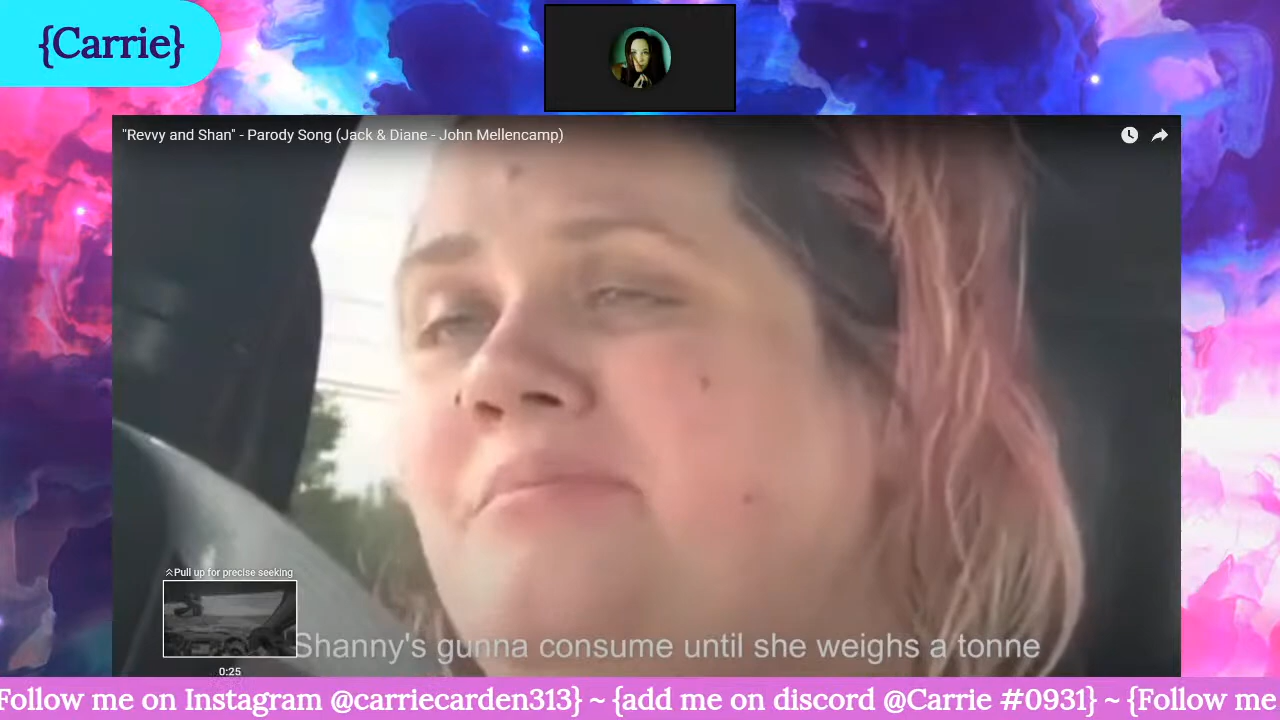 {Carrie}
"Revvy and Shan" - Parody Song (Jack & Diane - John Mellencamp)
Pull up for precise seeking
Shanny's gunna consume until she weighs a tonne
0:25
Follow me on Instagram @carriecarden313} ~ {add me on discord @Carrie #0931} ~ {Follow me